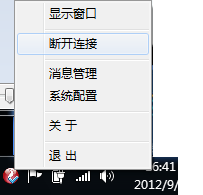 显示窗口
断开连接
消息管理
系统配置
关 于
退 出
6:41
2012/9/